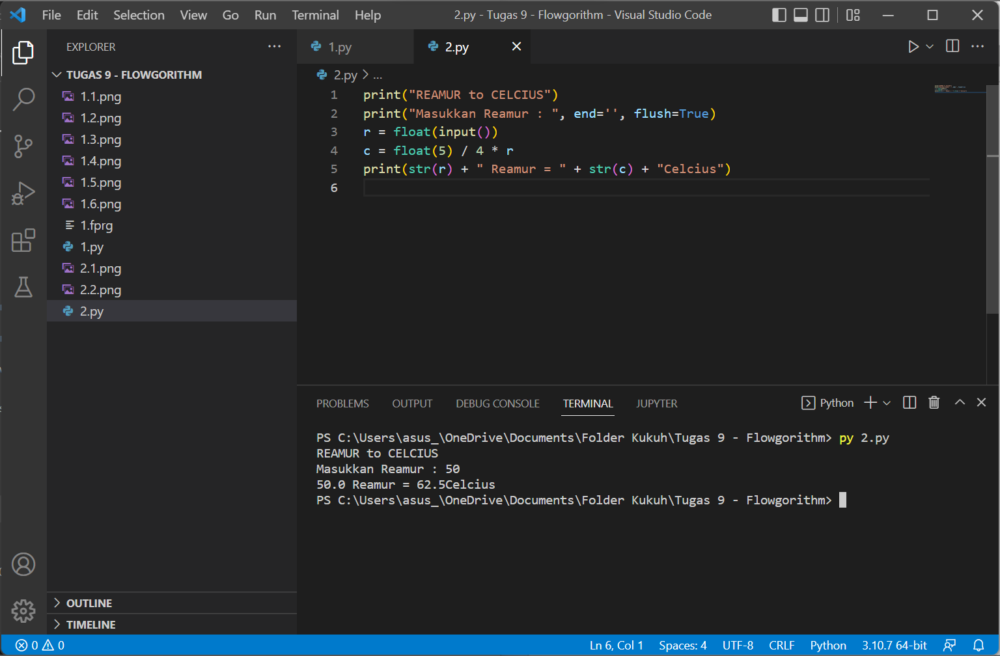 File Edit Selection View Go Run Terminal Help 2.py - Tugas 9 - Flowgorithm - Visual Studio Code
EXPLORER
TUGAS 9 - FLOWGORITHM
1.1.png
1.2.png
1.3.png
1.4.png
1.5.png
1.6.png
1.fprg
1.py
2.1.png
2.2.png
2.py
OUTLINE
TIMELINE
1.py 2.py
2.py > ...
1 print("REAMUR to CELCIUS")
2 print("Masukkan Reamur : ", end='', flush=True)
3 r = float(input())
4 c = float(5) / 4 * r
5 print(str(r) + " Reamur = " + str(c) + "Celcius")
6
PROBLEMS OUTPUT DEBUG CONSOLE TERMINAL JUPYTER Python
PS C:\Users\asus_\OneDrive\Documents\Folder Kukuh\Tugas 9 - Flowgorithm> py 2.py
REAMUR to CELCIUS
Masukkan Reamur : 50
50.0 Reamur = 62.5Celcius
PS C:\Users\asus_\OneDrive\Documents\Folder Kukuh\Tugas 9 - Flowgorithm>
0 0 Ln 6, Col 1 Spaces: 4 UTF-8 CRLF Python 3.10.7 64-bit